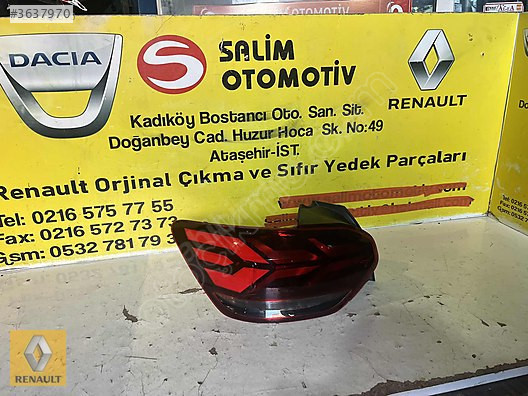 #3637970
DACIA
S
SALİM
OTOMOTİV
RENAULT
Kadıköy Bostancı Oto. San. Sit.
Doğanbey Cad. Huzur Hoca Sk. No:49
Ataşehir-İST.
Renault Orjinal Çıkma ve Sıfır Yedek Parçaları
Tel: 0216 575 77 55
Fax: 0216 572 73 73
Gsm: 0532 781 79 3
RENAULT